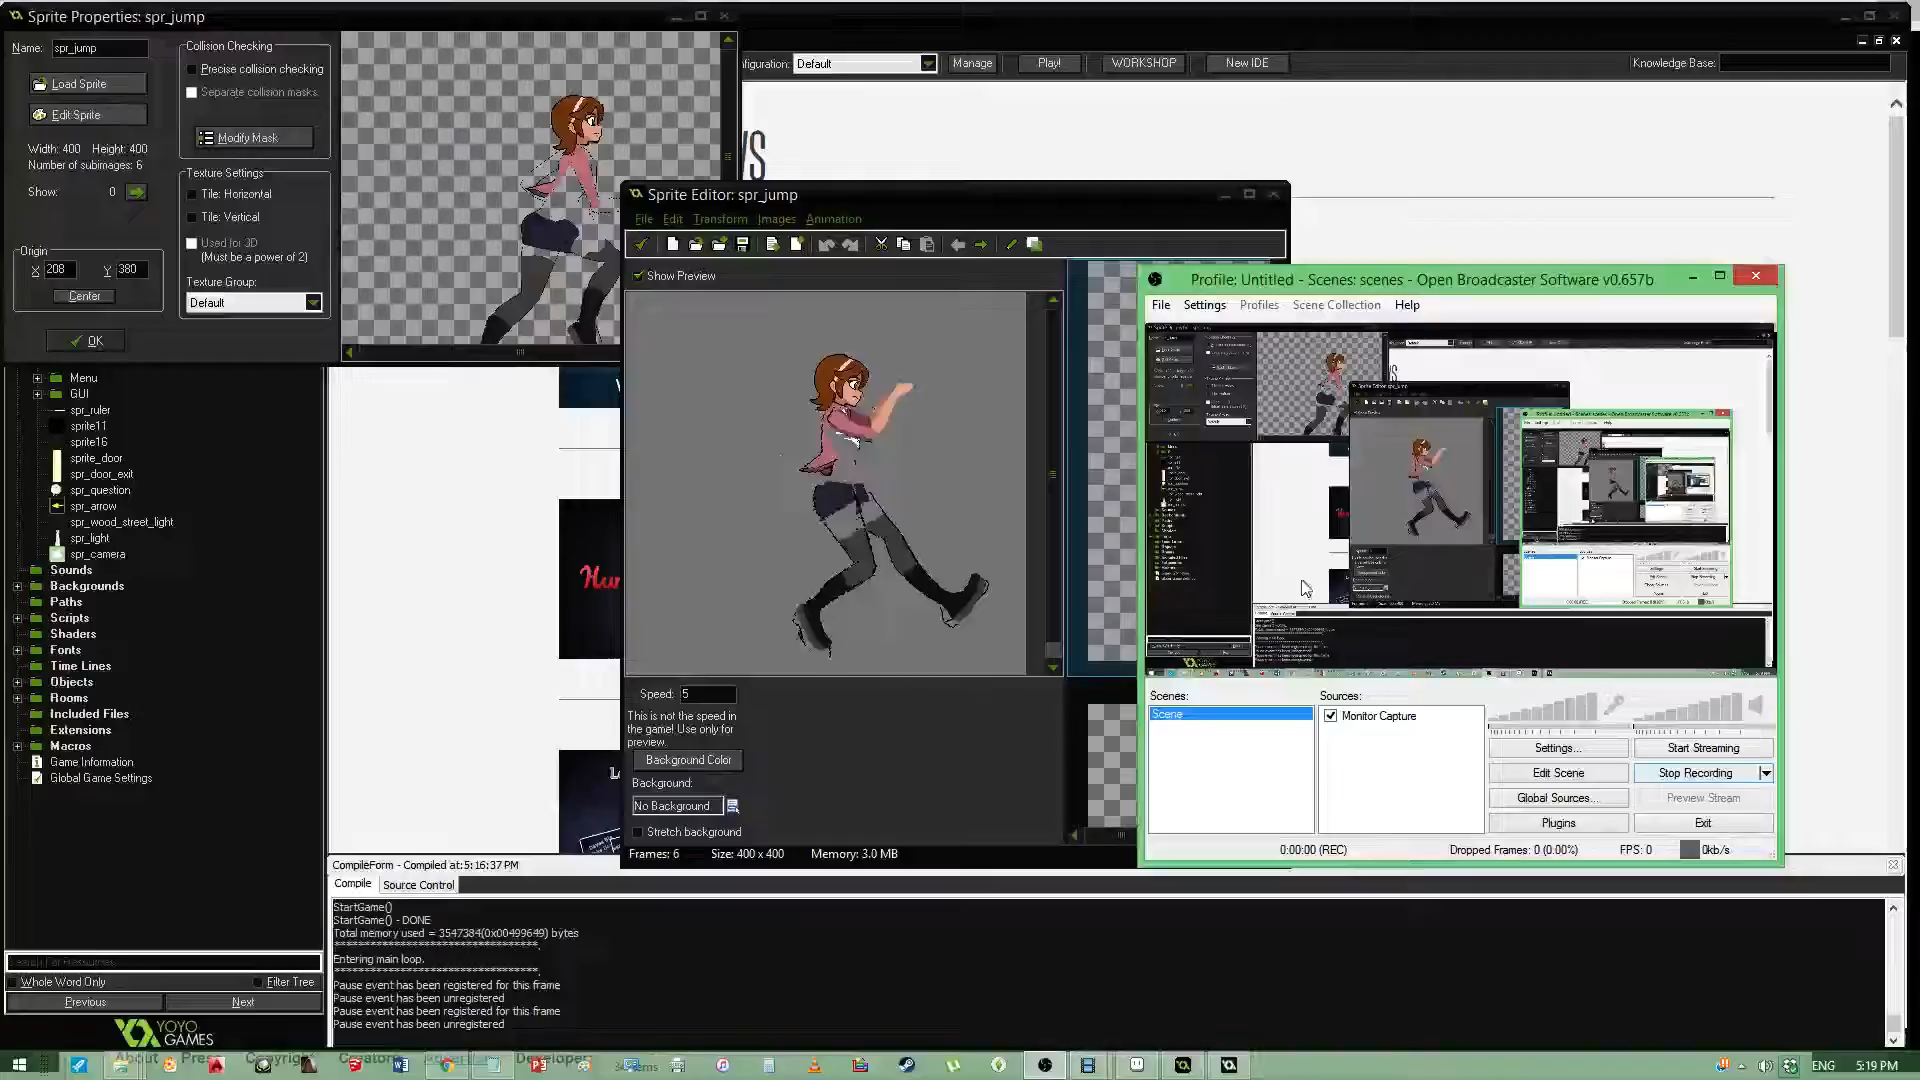 Sprite Properties: spr_jump
Name: spr_jump
Load Sprite
Edit Sprite
Width: 400 Height: 400
Number of subimages: 6
Show: 0
Origin
X 208 Y 380
Center
OK
Collision Checking
Precise collision checking
Separate collision masks
Modify Mask
Texture Settings
Tile: Horizontal
Tile: Vertical
Used for 3D
(Must be a power of 2)
Texture Group:
Default
figuration: Default
Manage
Play!
WORKSHOP
New IDE
Knowledge Base:
Menu
GUI
spr_ruler
sprite11
sprite16
sprite_door
spr_door_exit
spr_question
spr_arrow
spr_wood_street_light
spr_light
spr_camera
Sounds
Backgrounds
Paths
Scripts
Shaders
Fonts
Time Lines
Objects
Rooms
Included Files
Extensions
Macros
Game Information
Global Game Settings
Whole Word Only
Filter Tree
Previous
Next
YOYO
GAMES
Sprite Editor: spr_jump
File Edit Transform Images Animation
Show Preview
Speed: 5
This is not the speed in
the game! Use only for
preview.
Background Color
Background:
No Background
Stretch background
Frames: 6 Size: 400 x 400 Memory: 3.0 MB
Profile: Untitled - Scenes: scenes - Open Broadcaster Software v0.657b
File Settings Profiles Scene Collection Help
Scenes:
Scene
Sources:
Monitor Capture
Settings...
Start Streaming
Edit Scene
Stop Recording
Global Sources...
Preview Stream
Plugins
Exit
0:00:00 (REC)
Dropped Frames: 0 (0.00%)
FPS: 0
0kb/s
CompileForm - Compiled at: 5:16:37 PM
Compile
Source Control
StartGame()
StartGame() - DONE
Total memory used = 3547384(0x00499649) bytes
Entering main loop.
Pause event has been registered for this frame
Pause event has been unregistered
Pause event has been registered for this frame
Pause event has been unregistered
About Press Copyright Creators Developers
ENG
5:19 PM